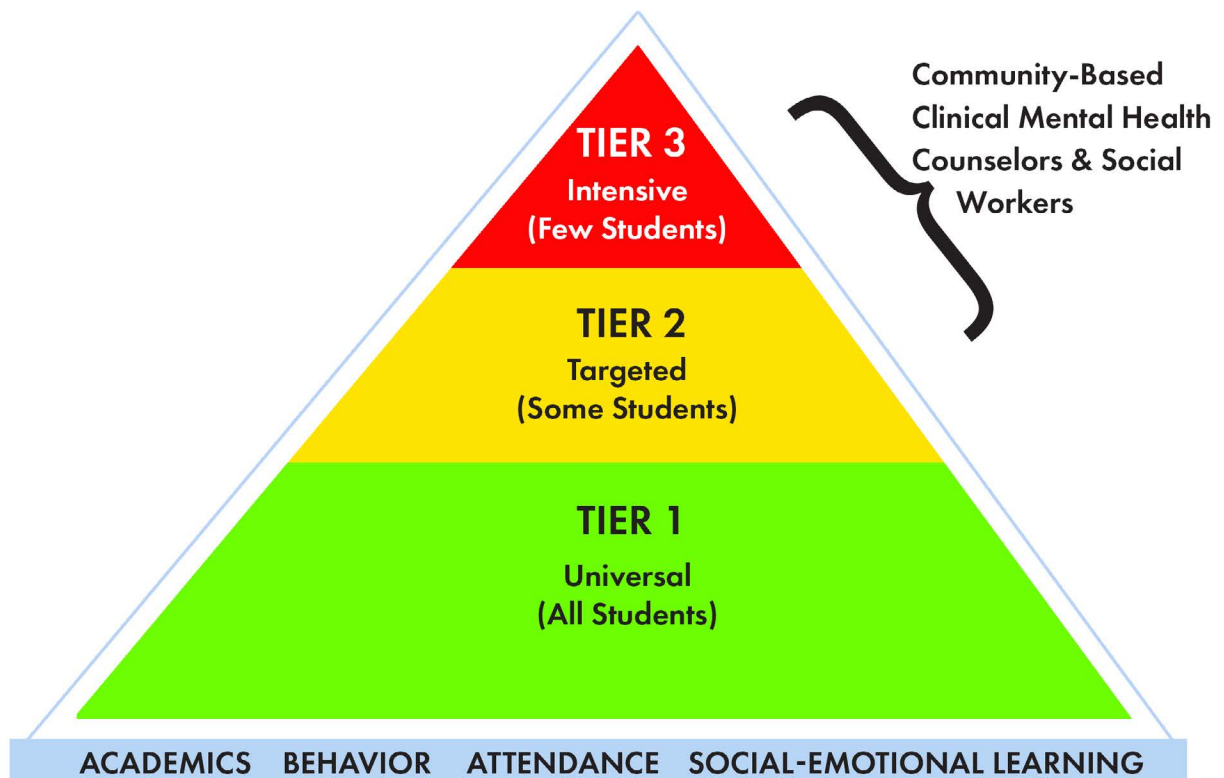 Community-Based
Clinical Mental Health
Counselors & Social
Workers
TIER 3
Intensive
(Few Students)
TIER 2
Targeted
(Some Students)
TIER 1
Universal
(All Students)
ACADEMICS BEHAVIOR ATTENDANCE SOCIAL-EMOTIONAL LEARNING